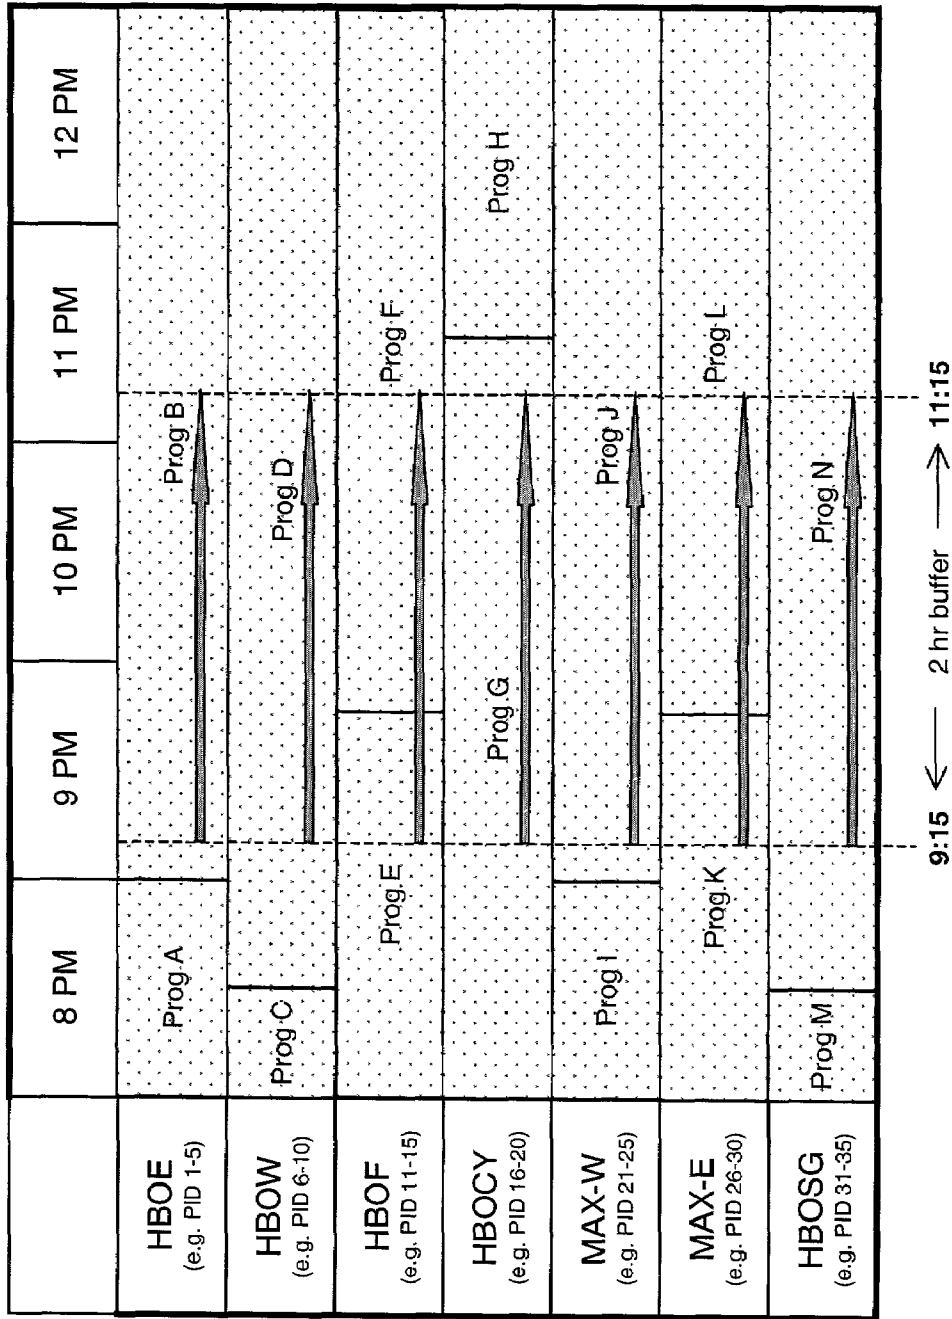 8 PM 9 PM 10 PM 11 PM 12 PM
HBOE
(e.g. PID 1-5)
Prog A Prog B
HBOW
(e.g. PID 6-10)
Prog C Prog D
HBOF
(e.g. PID 11-15)
Prog E Prog F
HBOCY
(e.g. PID 16-20)
Prog G Prog H
MAX-W
(e.g. PID 21-25)
Prog I Prog J
MAX-E
(e.g. PID 26-30)
Prog K Prog L
HBOSG
(e.g. PID 31-35)
Prog M Prog N
9:15 2 hr buffer 11:15